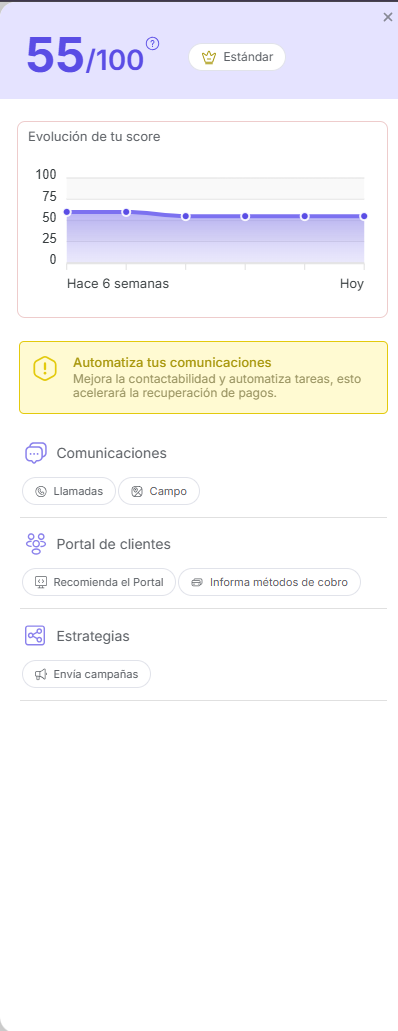 55/100
?
Estándar
Evolución de tu score
100
75
50
25
0
Hace 6 semanas
Hoy
Automatiza tus comunicaciones
Mejora la contactabilidad y automatiza tareas, esto
acelerará la recuperación de pagos.
Comunicaciones
Llamadas
Campo
Portal de clientes
Recomienda el Portal
Informa métodos de cobro
Estrategias
Envía campañas